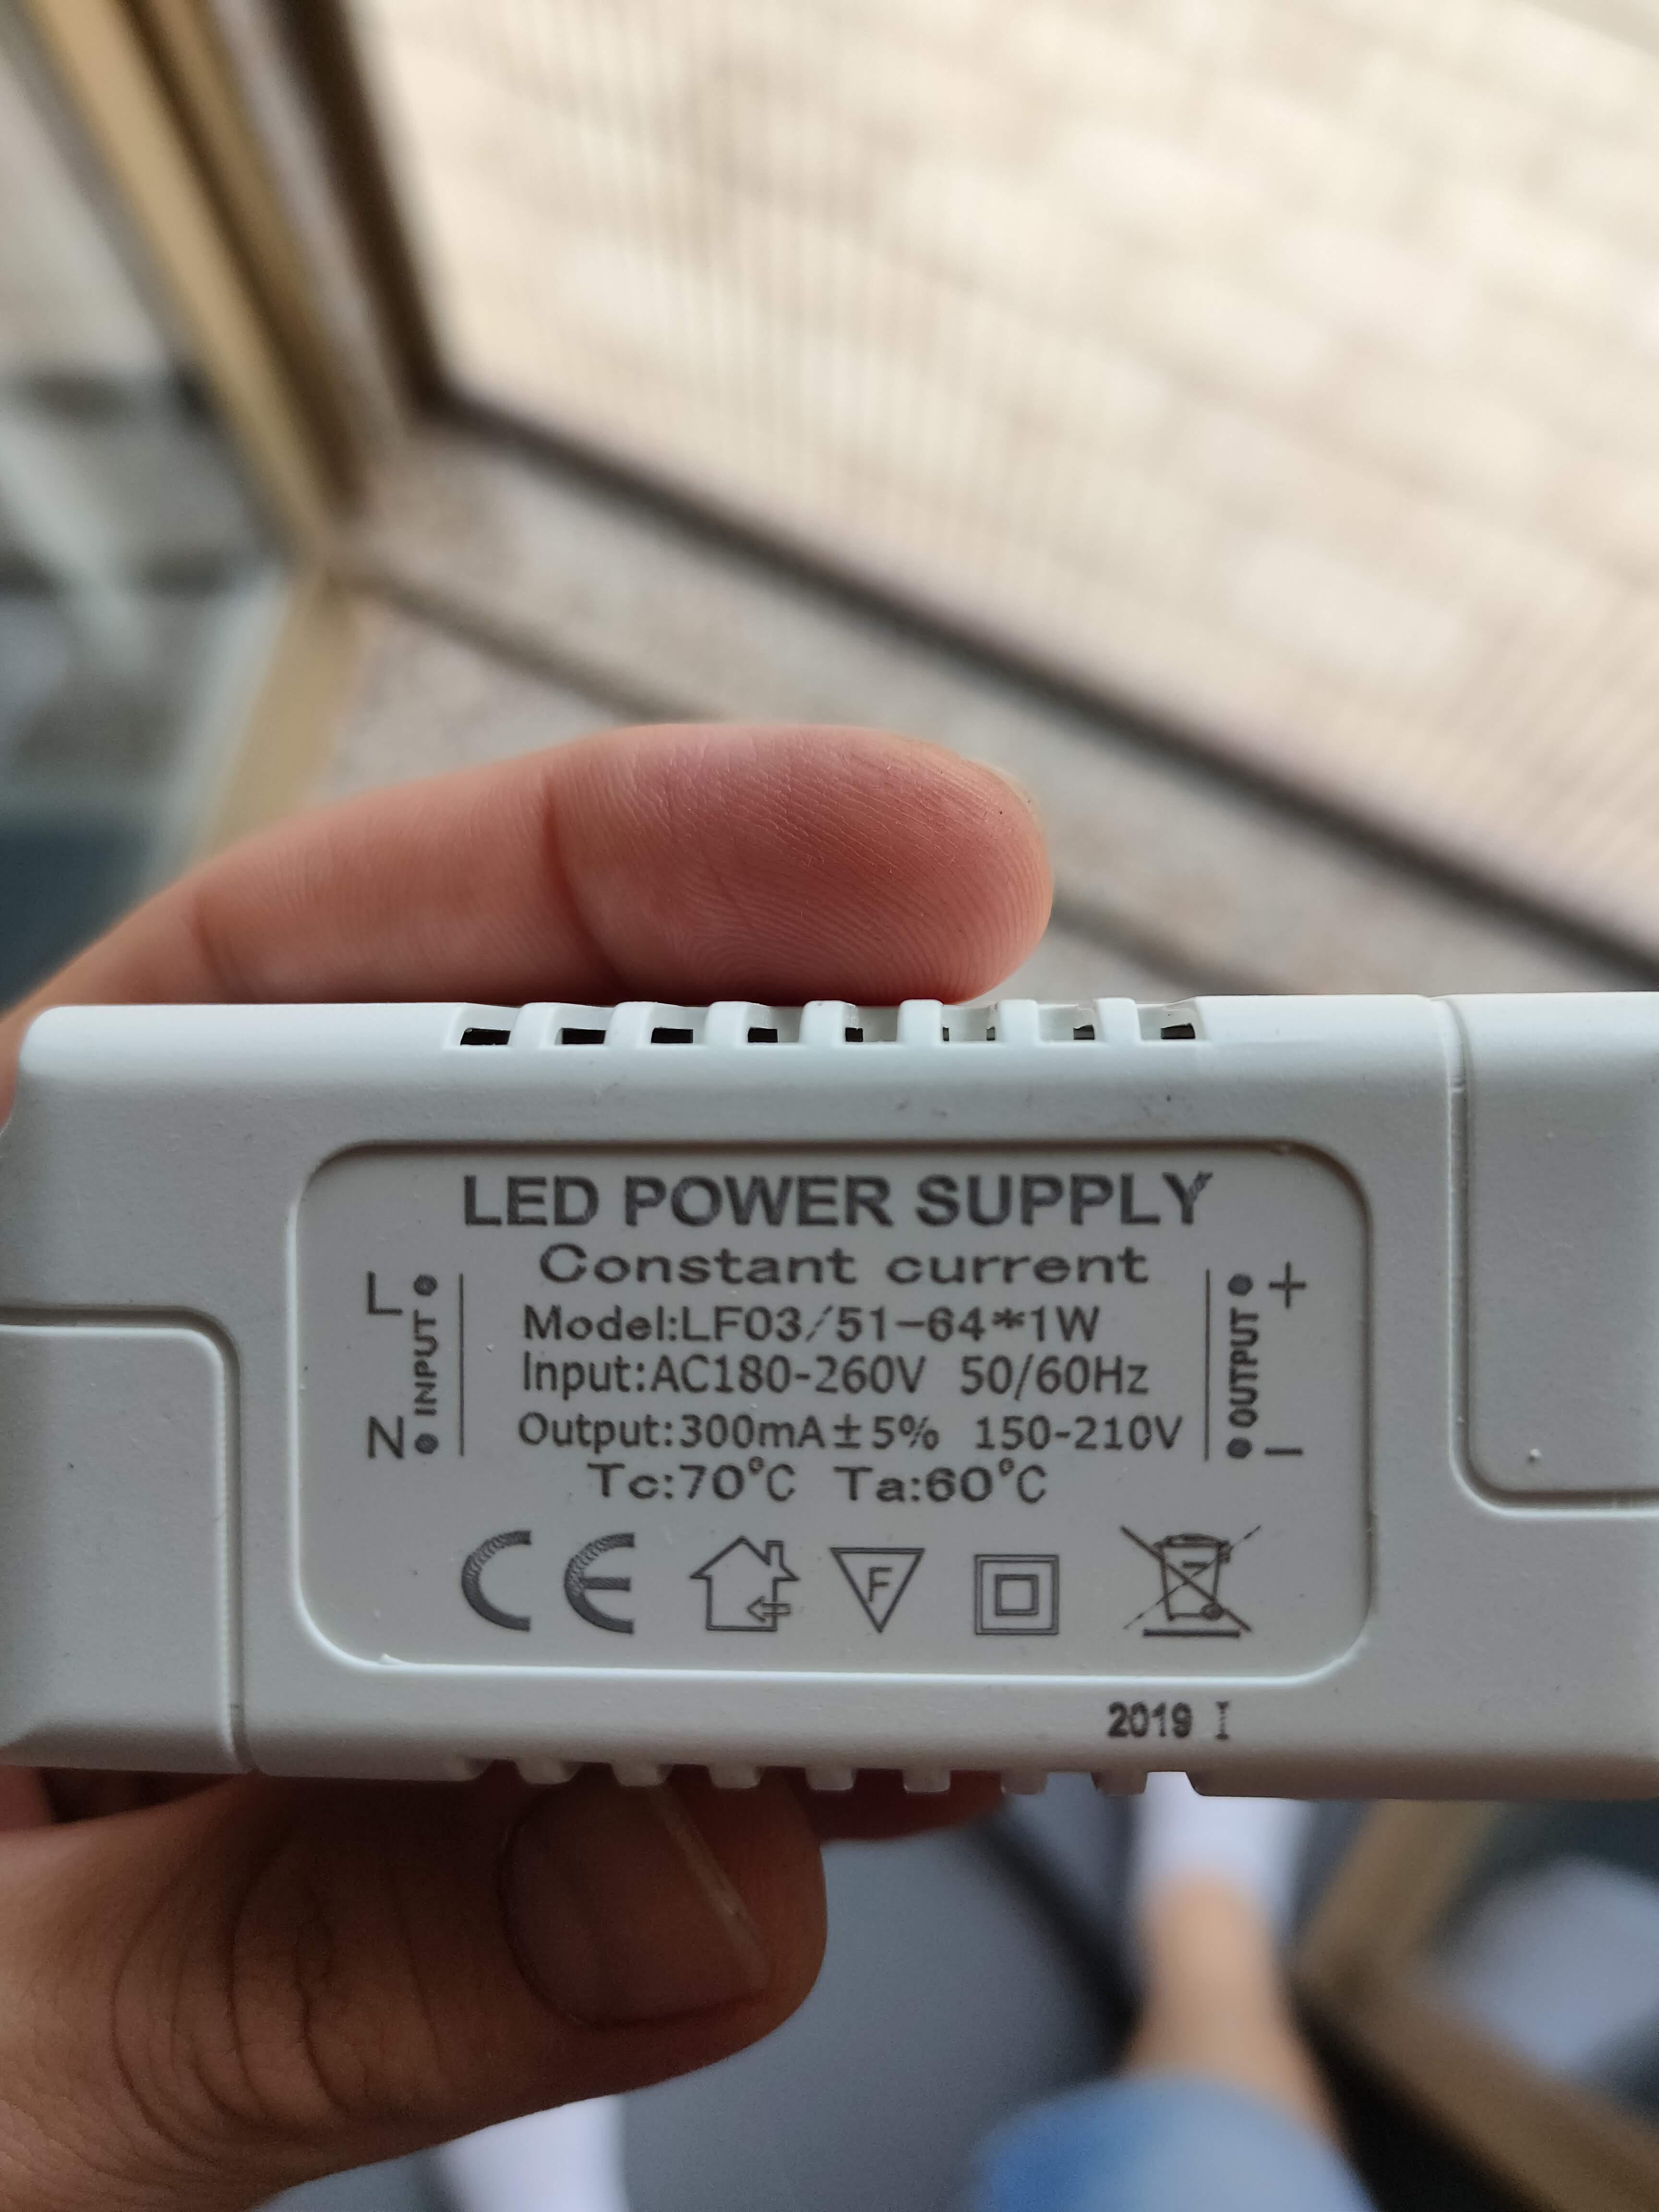 LED POWER SUPPLY
Constant current
Model:LF03/51-64*1W
Input:AC180-260V 50/60Hz
Output:300mA±5% 150-210V
Tc:70°C Ta:60°C
L
INPUT
N
+
OUTPUT
-
CE
F
2019 I